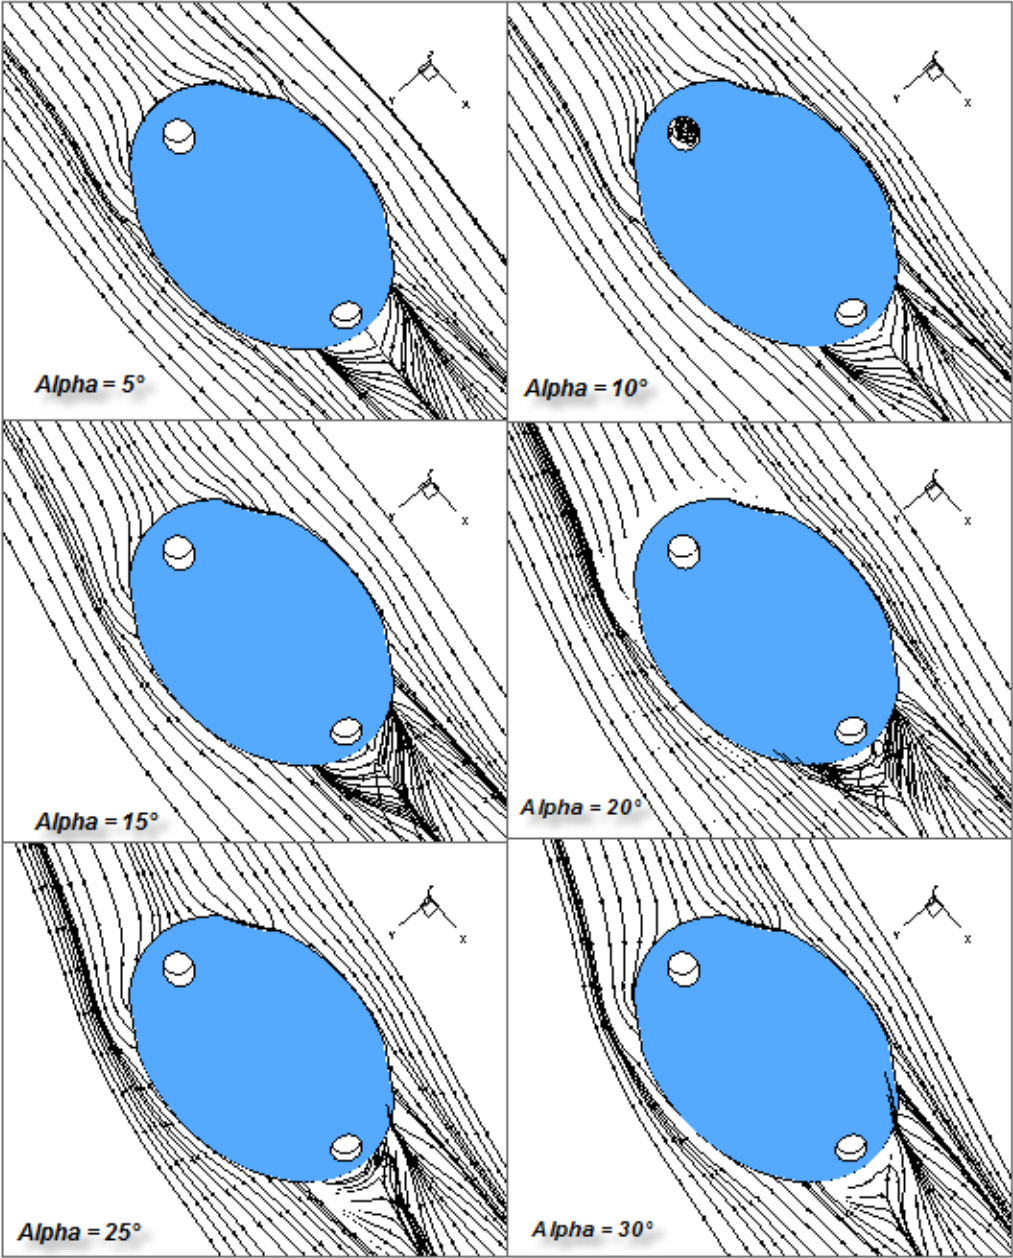 Z
Y
X
Z
Y
X
Alpha = 5°
Alpha = 10°
Z
Y
X
Z
Y
X
Alpha = 15°
Alpha = 20°
Z
Y
X
Z
Y
X
Alpha = 25°
Alpha = 30°